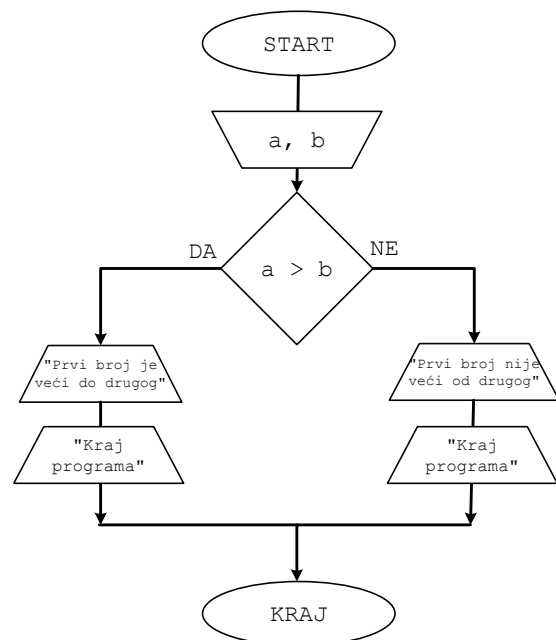 START
a, b
DA
NE
a > b
"Prvi broj je
veći do drugog"
"Prvi broj nije
veći od drugog"
"Kraj
programa"
"Kraj
programa"
KRAJ